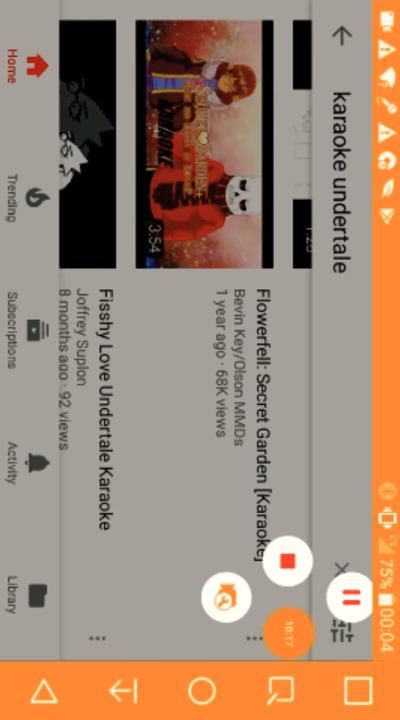 75% 00:04
karaoke undertale
1:25
3:54
Flowerfell: Secret Garden [Karaoke]
Bevin Key/Olson MMDs
1 year ago · 68K views
10:17
Fisshy Love Undertale Karaoke
Joffrey Suplon
8 months ago · 92 views
Home
Trending
Subscriptions
Activity
Library